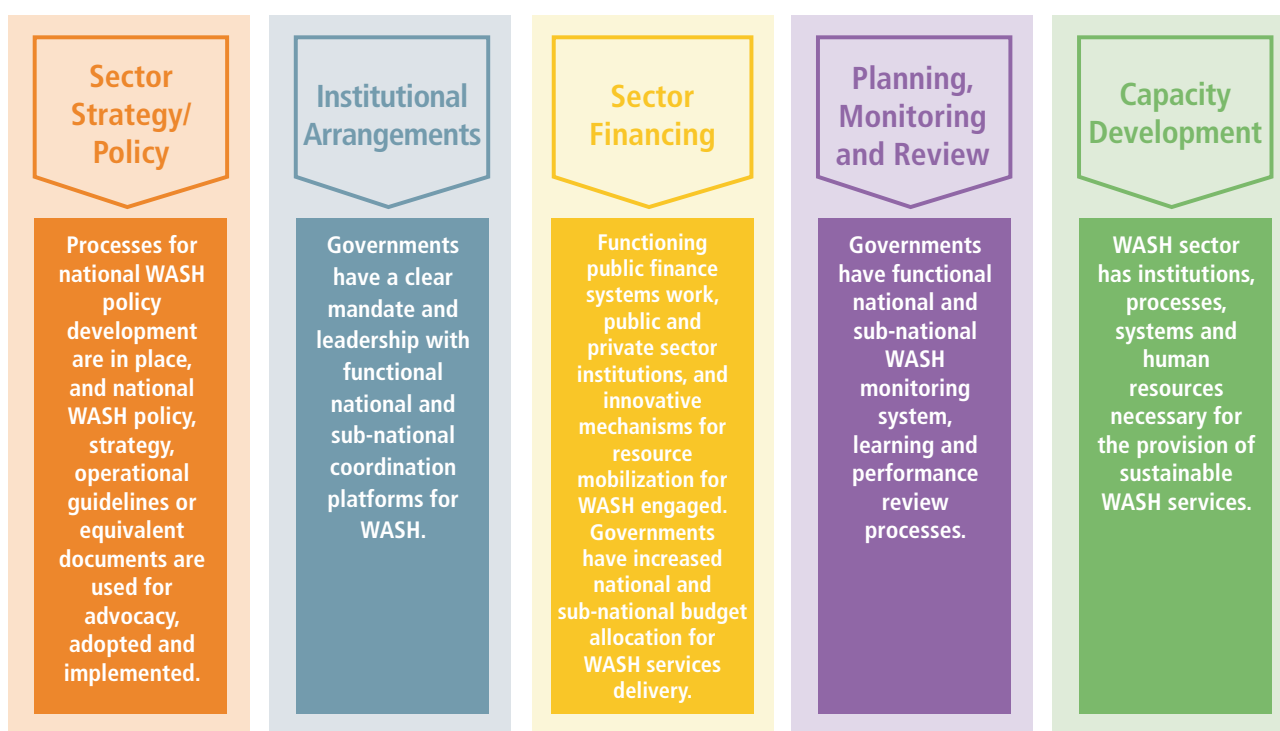 Sector
Strategy/
Policy
Processes for
national WASH
policy
development
are in place,
and national
WASH policy,
strategy,
operational
guidelines or
equivalent
documents are
used for
advocacy,
adopted and
implemented.
Institutional
Arrangements
Governments
have a clear
mandate and
leadership with
functional
national and
sub-national
coordination
platforms for
WASH.
Sector
Financing
Functioning
public finance
systems work,
public and
private sector
institutions, and
innovative
mechanisms for
resource
mobilization for
WASH engaged.
Governments
have increased
national and
sub-national budget
allocation for
WASH services
delivery.
Planning,
Monitoring
and Review
Governments
have functional
national and
sub-national
WASH
monitoring
system,
learning and
performance
review
processes.
Capacity
Development
WASH sector
has institutions,
processes,
systems and
human
resources
necessary for
the provision of
sustainable
WASH services.